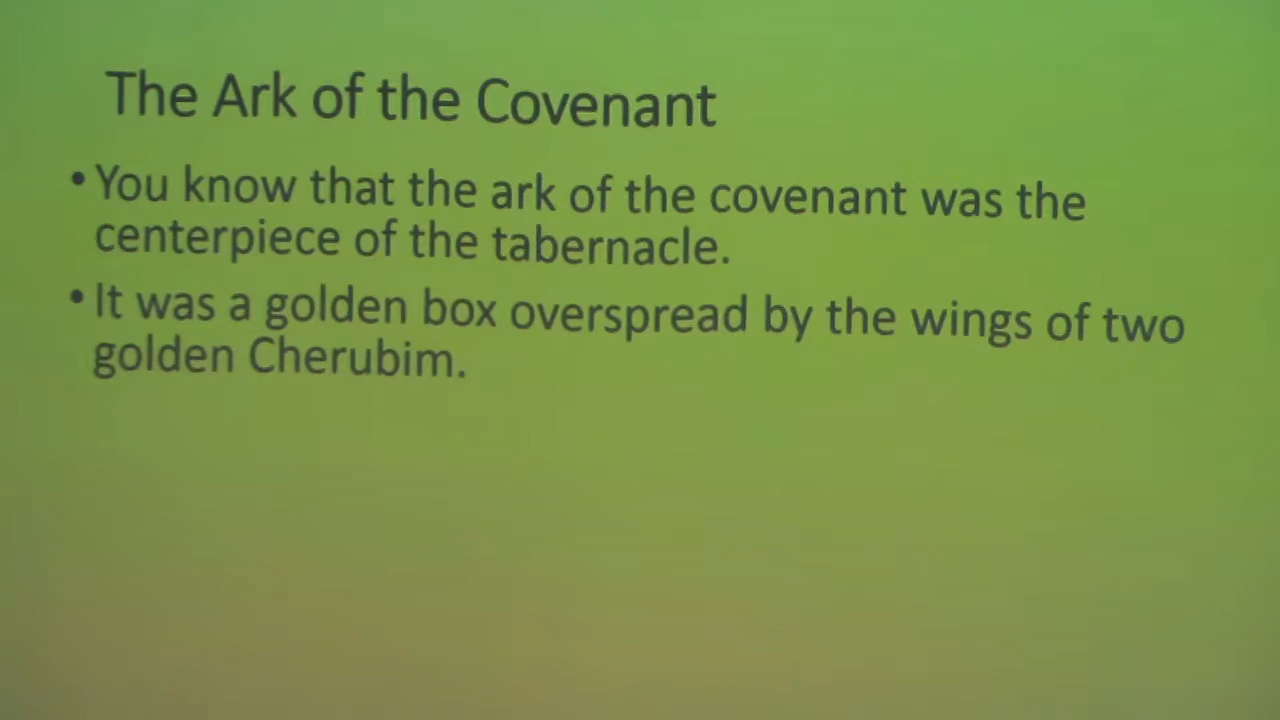 The Ark of the Covenant
• You know that the ark of the covenant was the
centerpiece of the tabernacle.
• It was a golden box overspread by the wings of two
golden Cherubim.